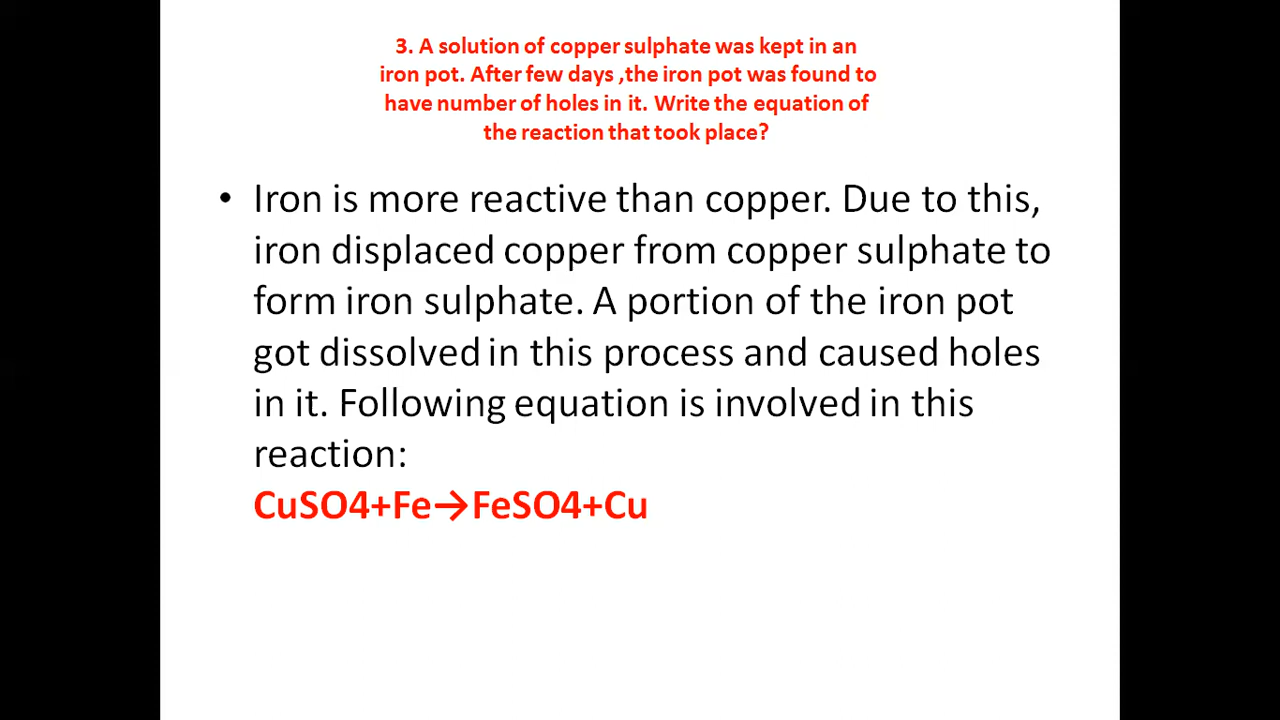 3. A solution of copper sulphate was kept in an
iron pot. After few days ,the iron pot was found to
have number of holes in it. Write the equation of
the reaction that took place?
• Iron is more reactive than copper. Due to this,
iron displaced copper from copper sulphate to
form iron sulphate. A portion of the iron pot
got dissolved in this process and caused holes
in it. Following equation is involved in this
reaction:
CuSO4+Fe→FeSO4+Cu